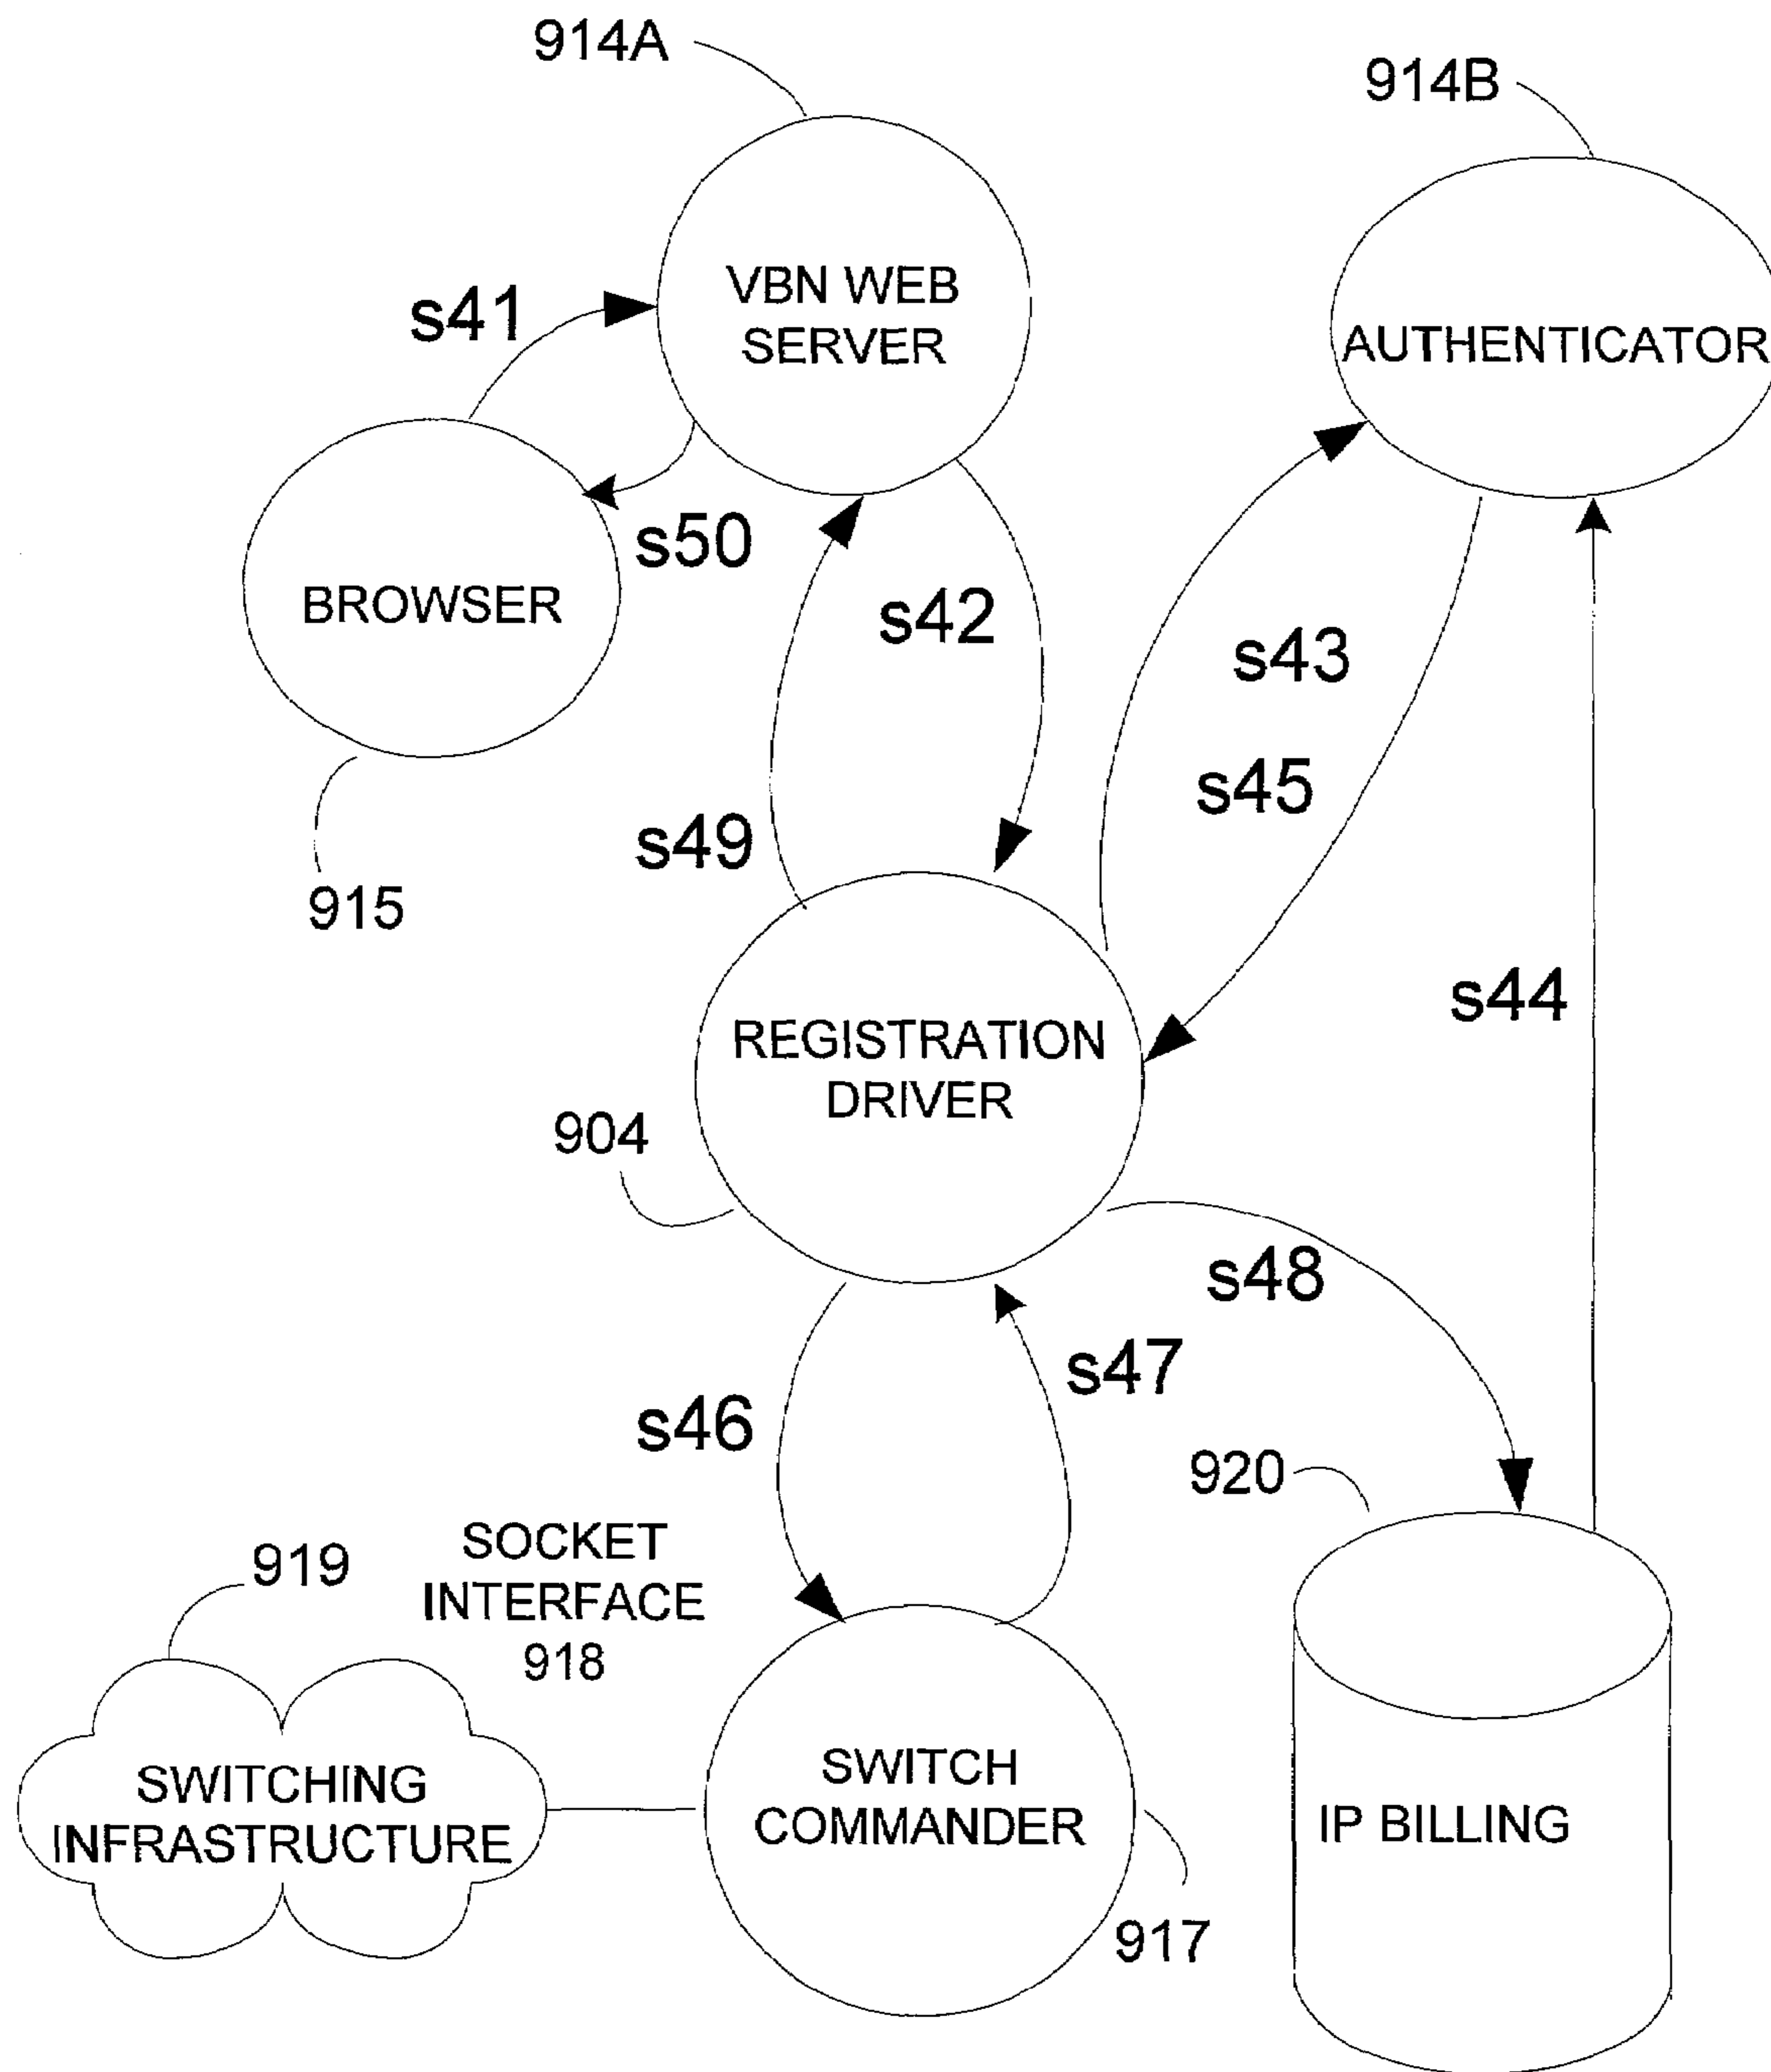 914A
914B
VBN WEB
SERVER
AUTHENTICATOR
s41
s50
BROWSER
s42
s43
s45
s49
915
s44
REGISTRATION
DRIVER
904
s48
s47
s46
920
919
SOCKET
INTERFACE
918
SWITCHING
INFRASTRUCTURE
SWITCH
COMMANDER
IP BILLING
917